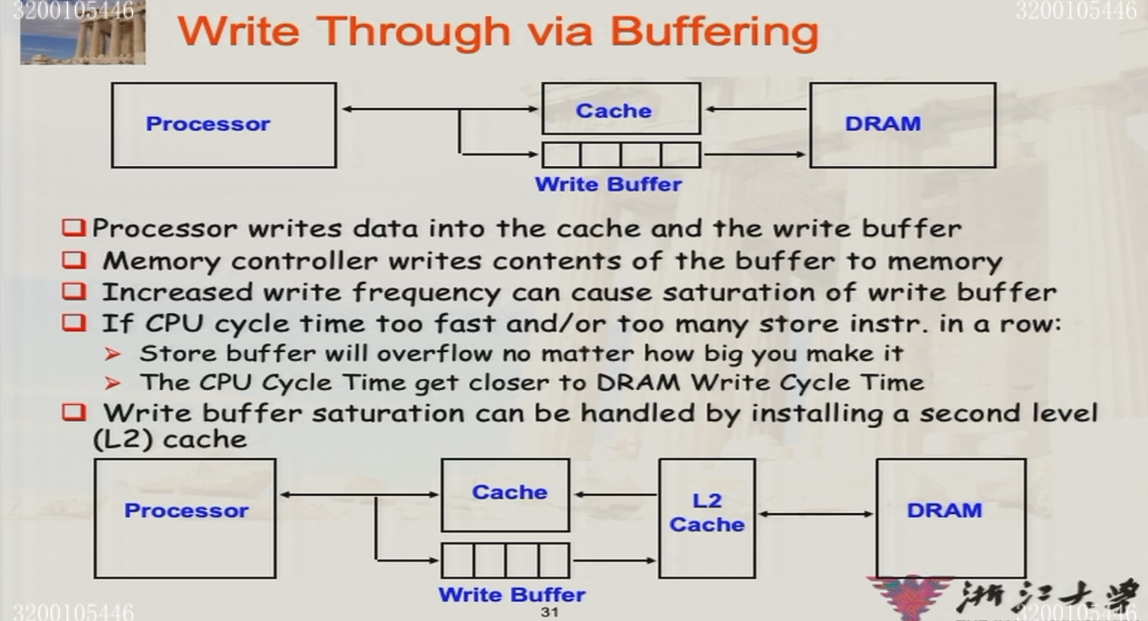 3200105446
3200105446
Write Through via Buffering
Processor
Cache
DRAM
Write Buffer
Processor writes data into the cache and the write buffer
Memory controller writes contents of the buffer to memory
Increased write frequency can cause saturation of write buffer
If CPU cycle time too fast and/or too many store instr. in a row:
Store buffer will overflow no matter how big you make it
The CPU Cycle Time get closer to DRAM Write Cycle Time
Write buffer saturation can be handled by installing a second level
(L2) cache
Processor
Cache
L2
Cache
DRAM
Write Buffer
31
浙江大学
3200105446
3200105446